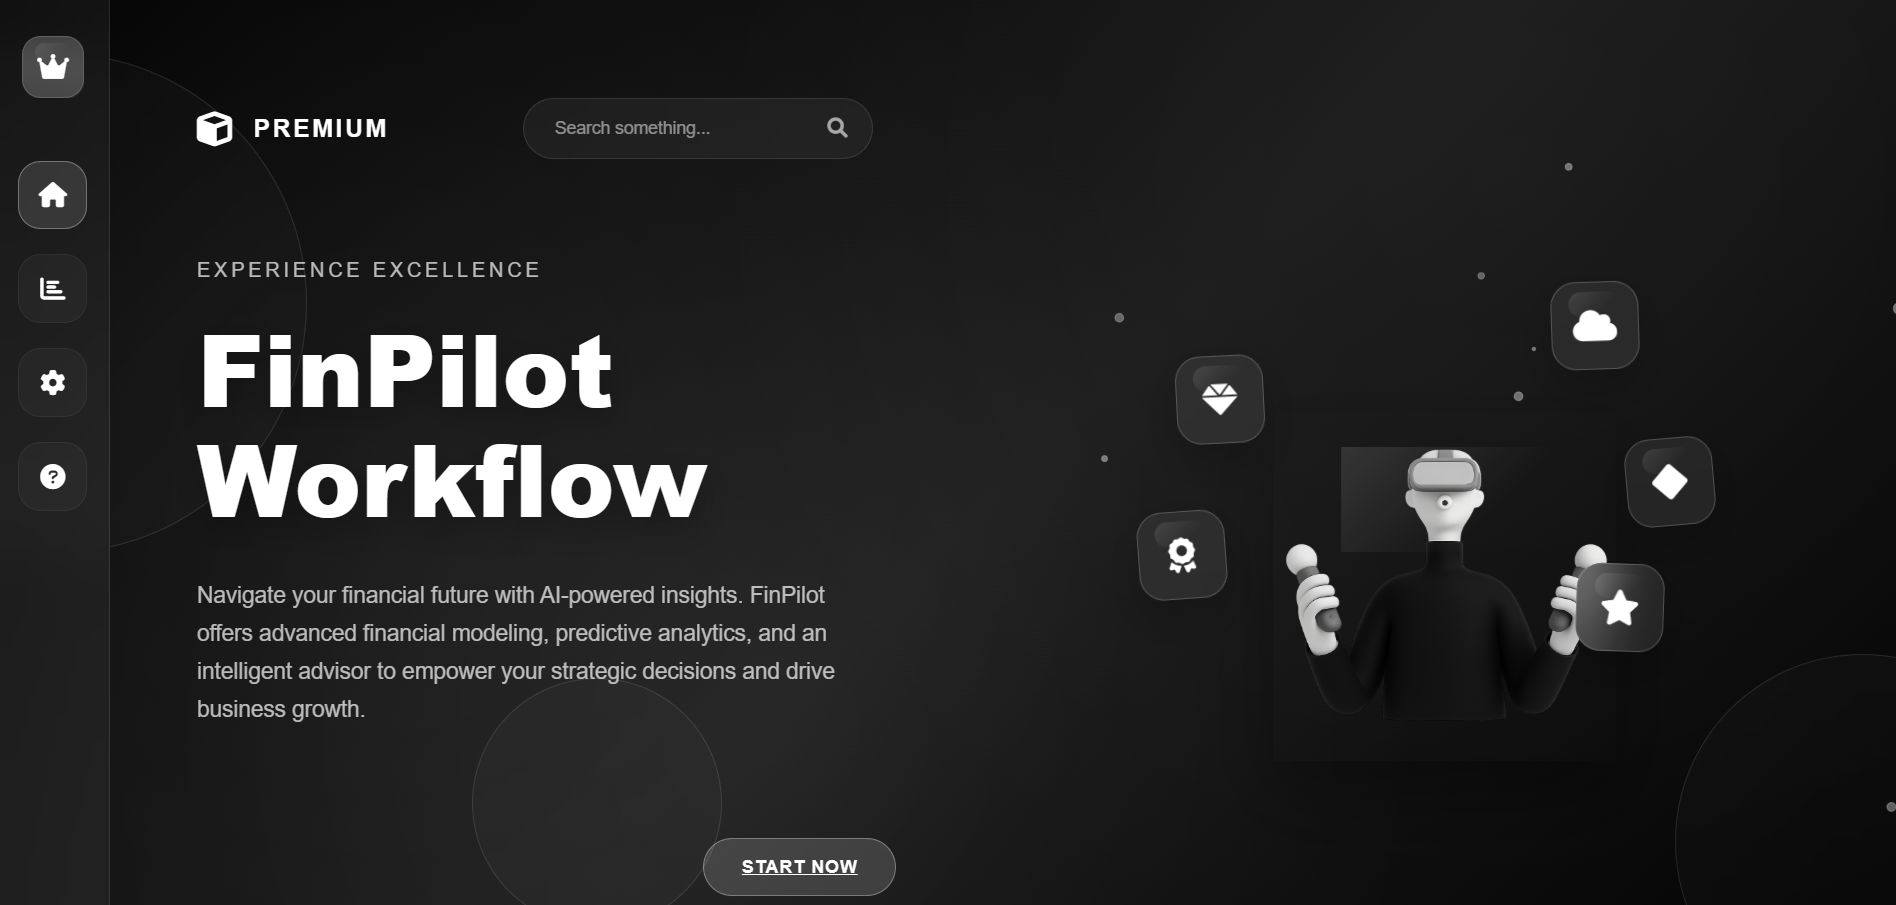 PREMIUM
Search something...
EXPERIENCE EXCELLENCE
FinPilot
Workflow
Navigate your financial future with AI-powered insights. FinPilot
offers advanced financial modeling, predictive analytics, and an
intelligent advisor to empower your strategic decisions and drive
business growth.
START NOW